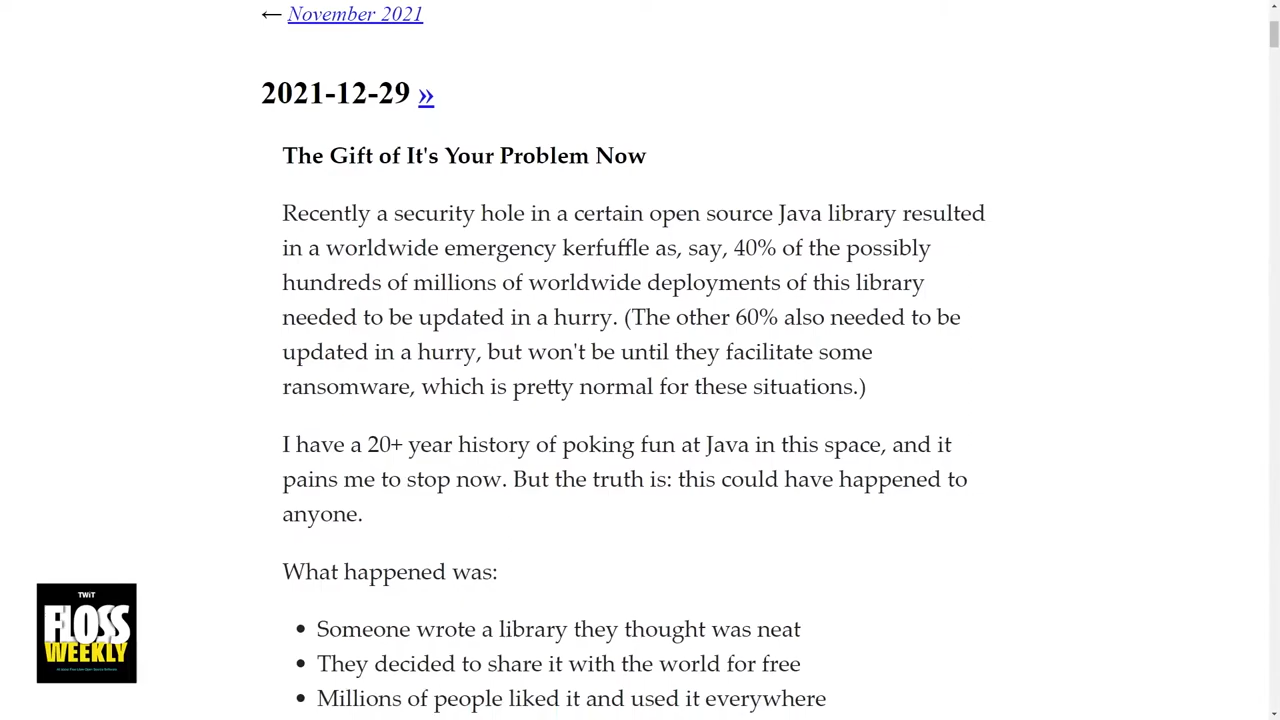 ← November 2021
2021-12-29 »
The Gift of It's Your Problem Now
Recently a security hole in a certain open source Java library resulted
in a worldwide emergency kerfuffle as, say, 40% of the possibly
hundreds of millions of worldwide deployments of this library
needed to be updated in a hurry. (The other 60% also needed to be
updated in a hurry, but won't be until they facilitate some
ransomware, which is pretty normal for these situations.)
I have a 20+ year history of poking fun at Java in this space, and it
pains me to stop now. But the truth is: this could have happened to
anyone.
What happened was:
• Someone wrote a library they thought was neat
• They decided to share it with the world for free
• Millions of people liked it and used it everywhere
TWiT
FLOSS
WEEKLY